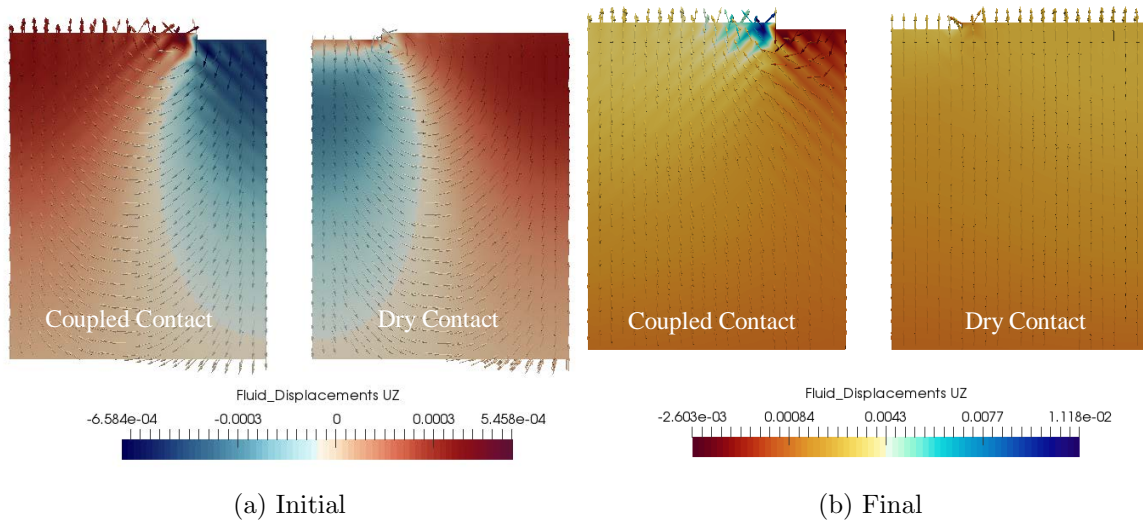 Coupled Contact
Dry Contact
Fluid_Displacements UZ
-6.584e-04 -0.0003 0 0.0003 5.458e-04
(a) Initial
Coupled Contact
Dry Contact
Fluid_Displacements UZ
-2.603e-03 0.00084 0.0043 0.0077 1.118e-02
(b) Final